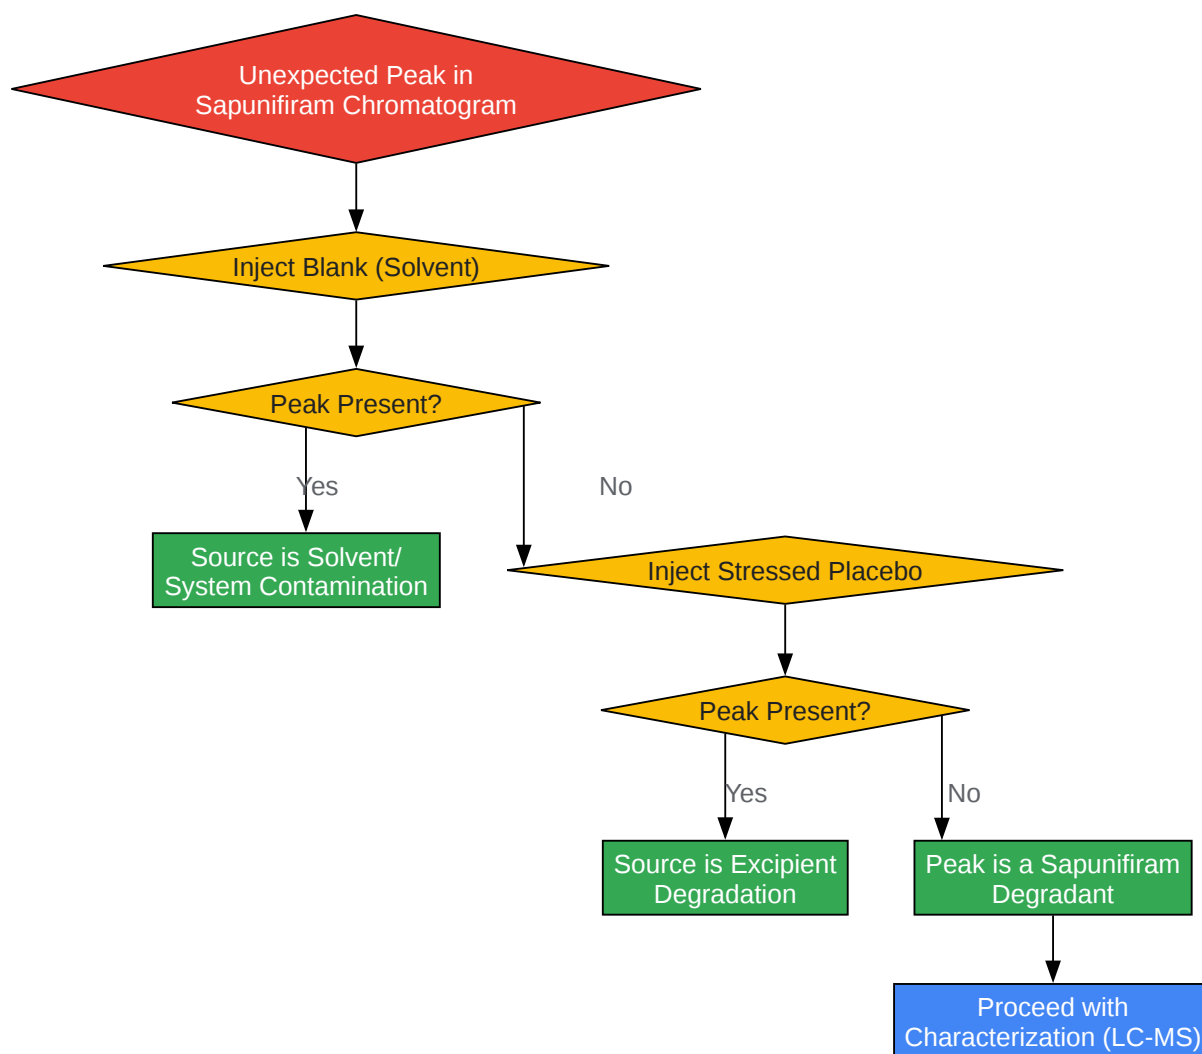 Unexpected Peak in
Sapunifiram Chromatogram
Inject Blank (Solvent)
Peak Present?
Yes
No
Source is Solvent/
System Contamination
Inject Stressed Placebo
Peak Present?
Yes
No
Source is Excipient
Degradation
Peak is a Sapunifiram
Degradant
Proceed with
Characterization (LC-MS)